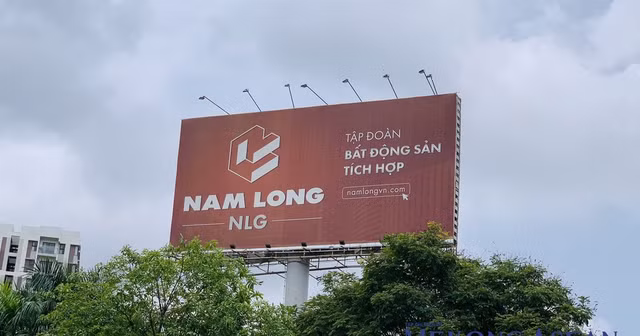 NAM LONG
NLG
TẬP ĐOÀN
BẤT ĐỘNG SẢN
TÍCH HỢP
namlongvn.com